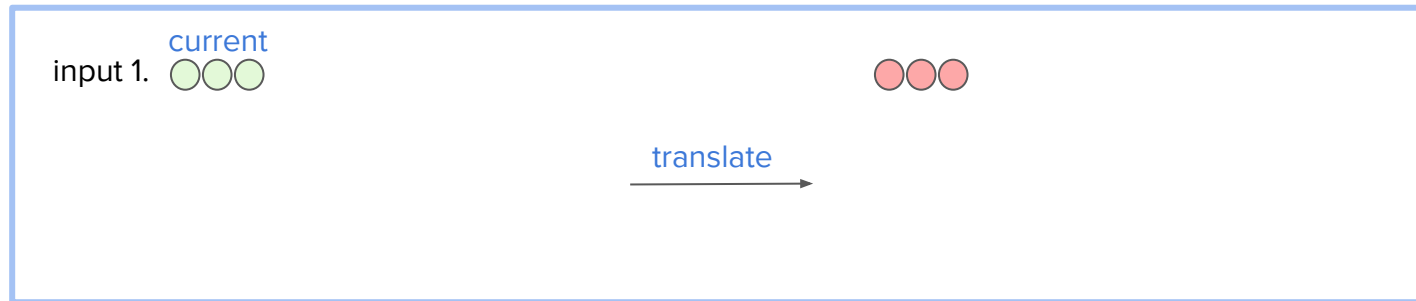 current
input 1.
translate